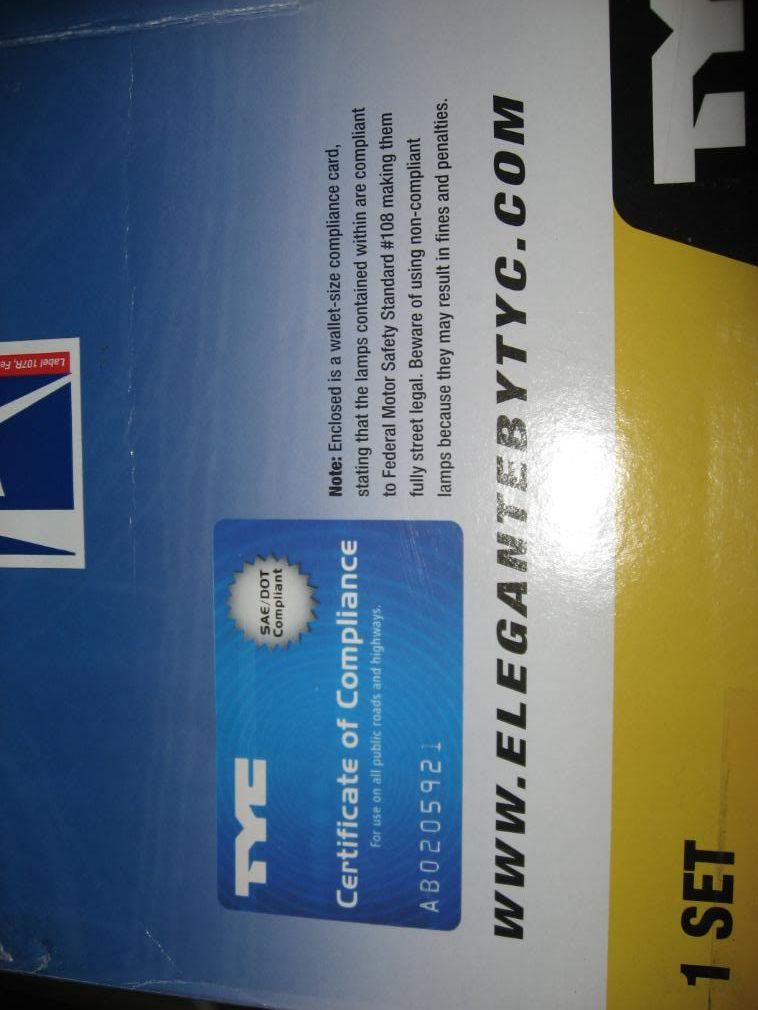 Label 107R, Fe
TYC
SAE/DOT
Compliant
Certificate of Compliance
For use on all public roads and highways.
AB0205921
Note: Enclosed is a wallet-size compliance card,
stating that the lamps contained within are compliant
to Federal Motor Safety Standard #108 making them
fully street legal. Beware of using non-compliant
lamps because they may result in fines and penalties.
WWW.ELEGANTEBYTYC.COM
1 SET
TY